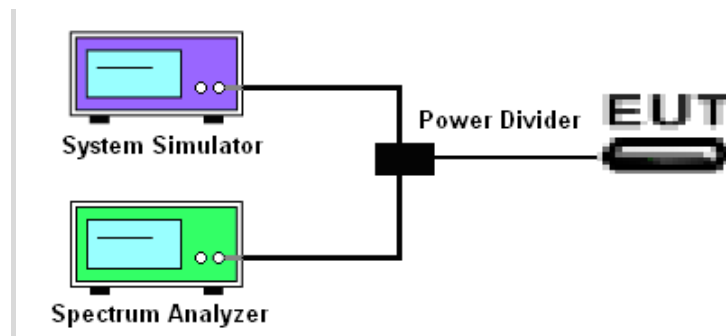 Power Divider
EUT
System Simulator
Spectrum Analyzer